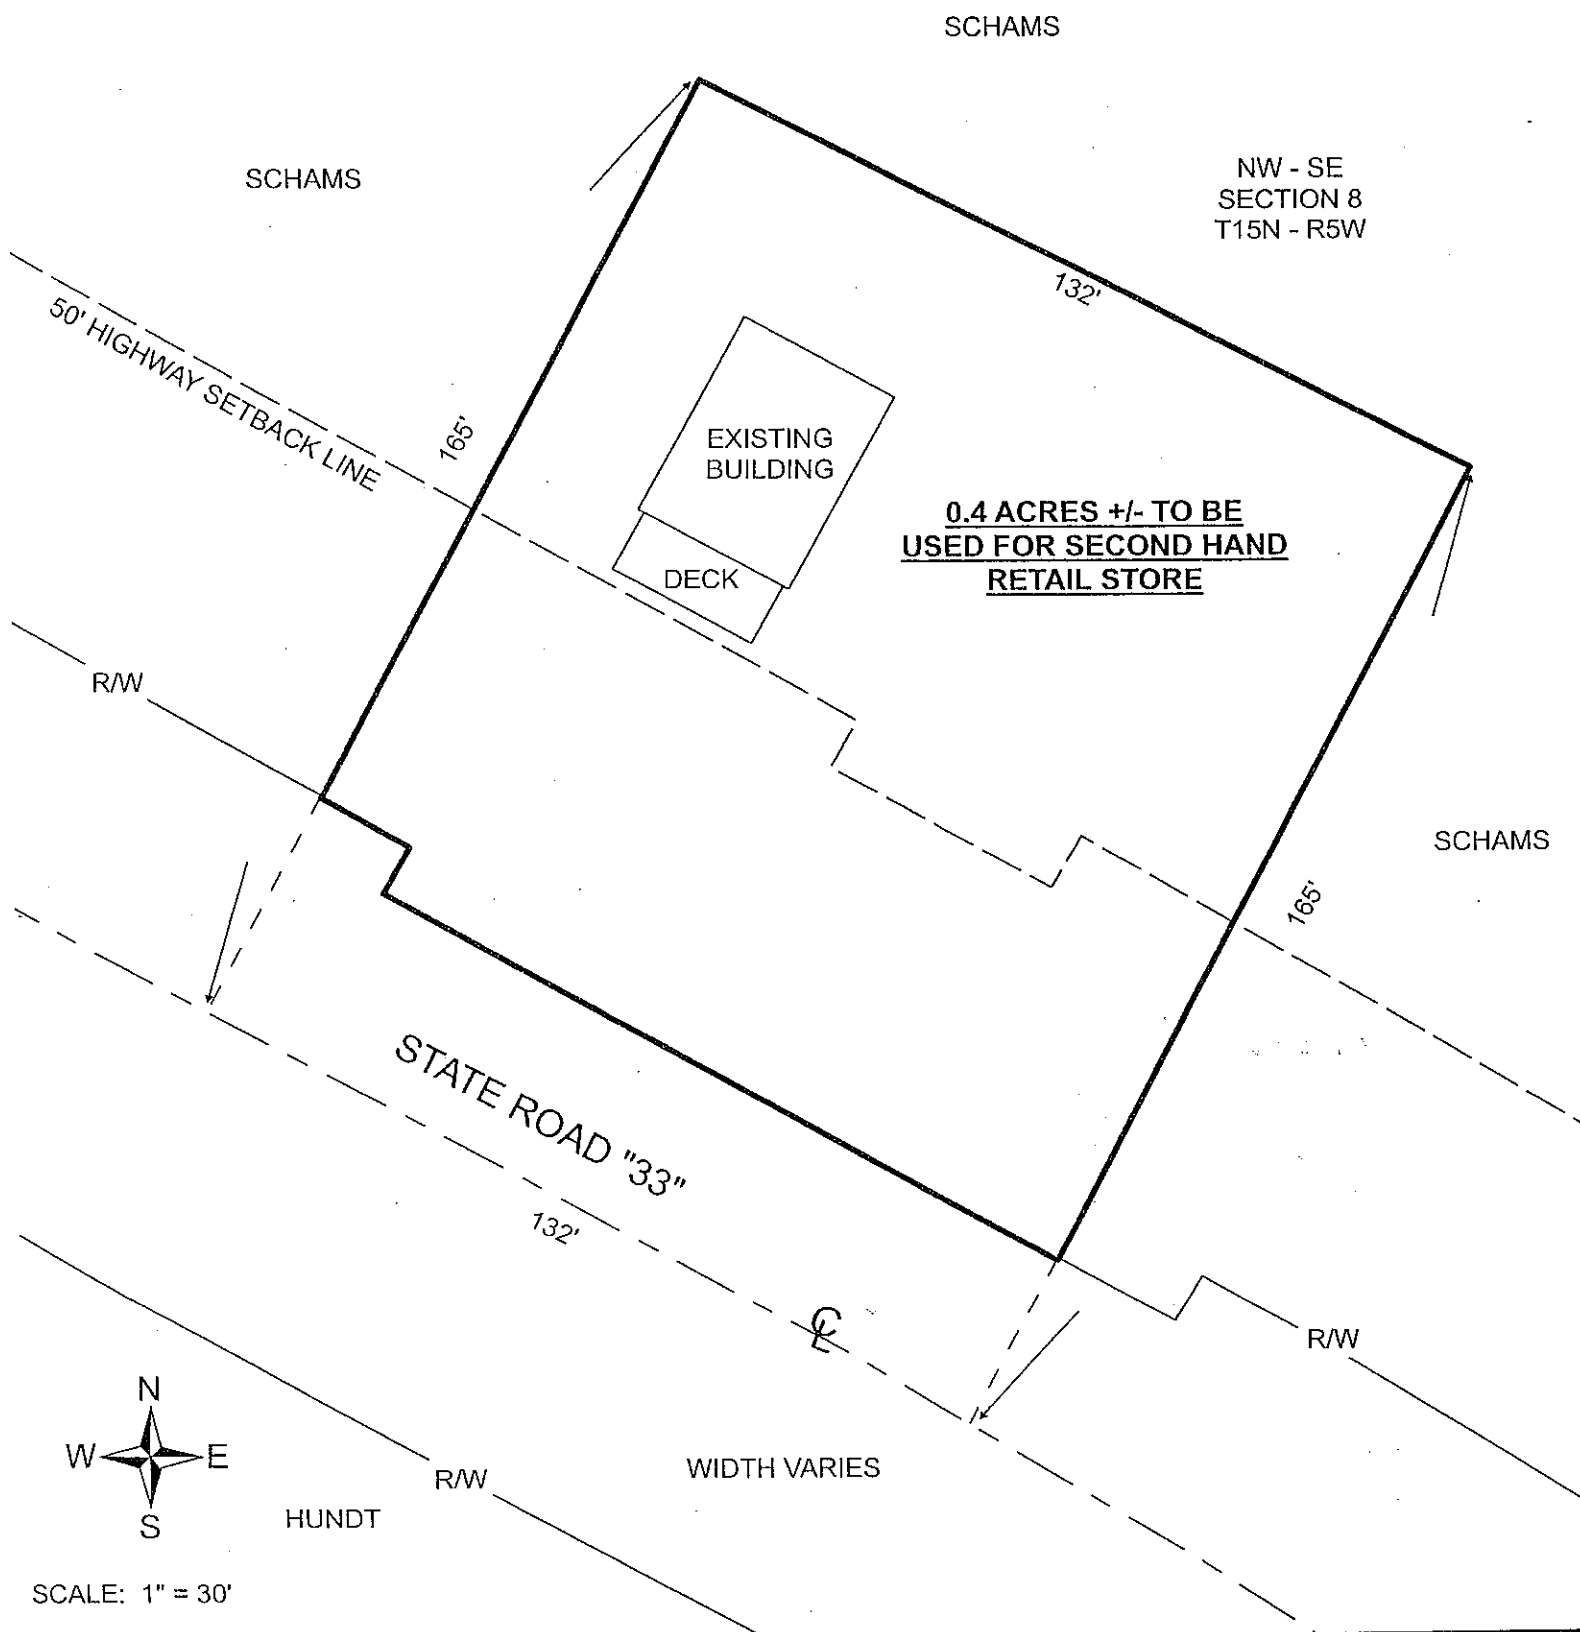 SCHAMS
SCHAMS
NW - SE
SECTION 8
T15N - R5W
132'
50' HIGHWAY SETBACK LINE
165'
EXISTING
BUILDING
0.4 ACRES +/- TO BE
USED FOR SECOND HAND
RETAIL STORE
DECK
R/W
SCHAMS
165'
STATE ROAD "33"
132'
CL
R/W
N
W
E
S
R/W
WIDTH VARIES
HUNDT
SCALE: 1" = 30'